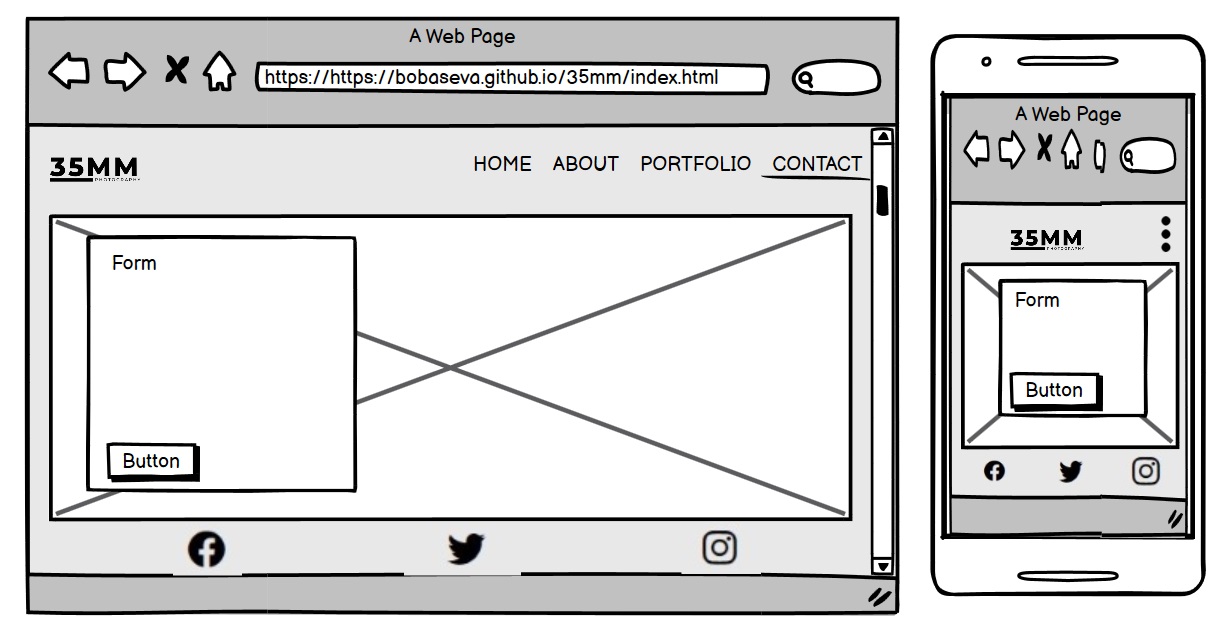 A Web Page
https://https://bobaseva.github.io/35mm/index.html
35MM
PHOTOGRAPHY
HOME ABOUT PORTFOLIO CONTACT
Form
Button
A Web Page
35MM
PHOTOGRAPHY
Form
Button